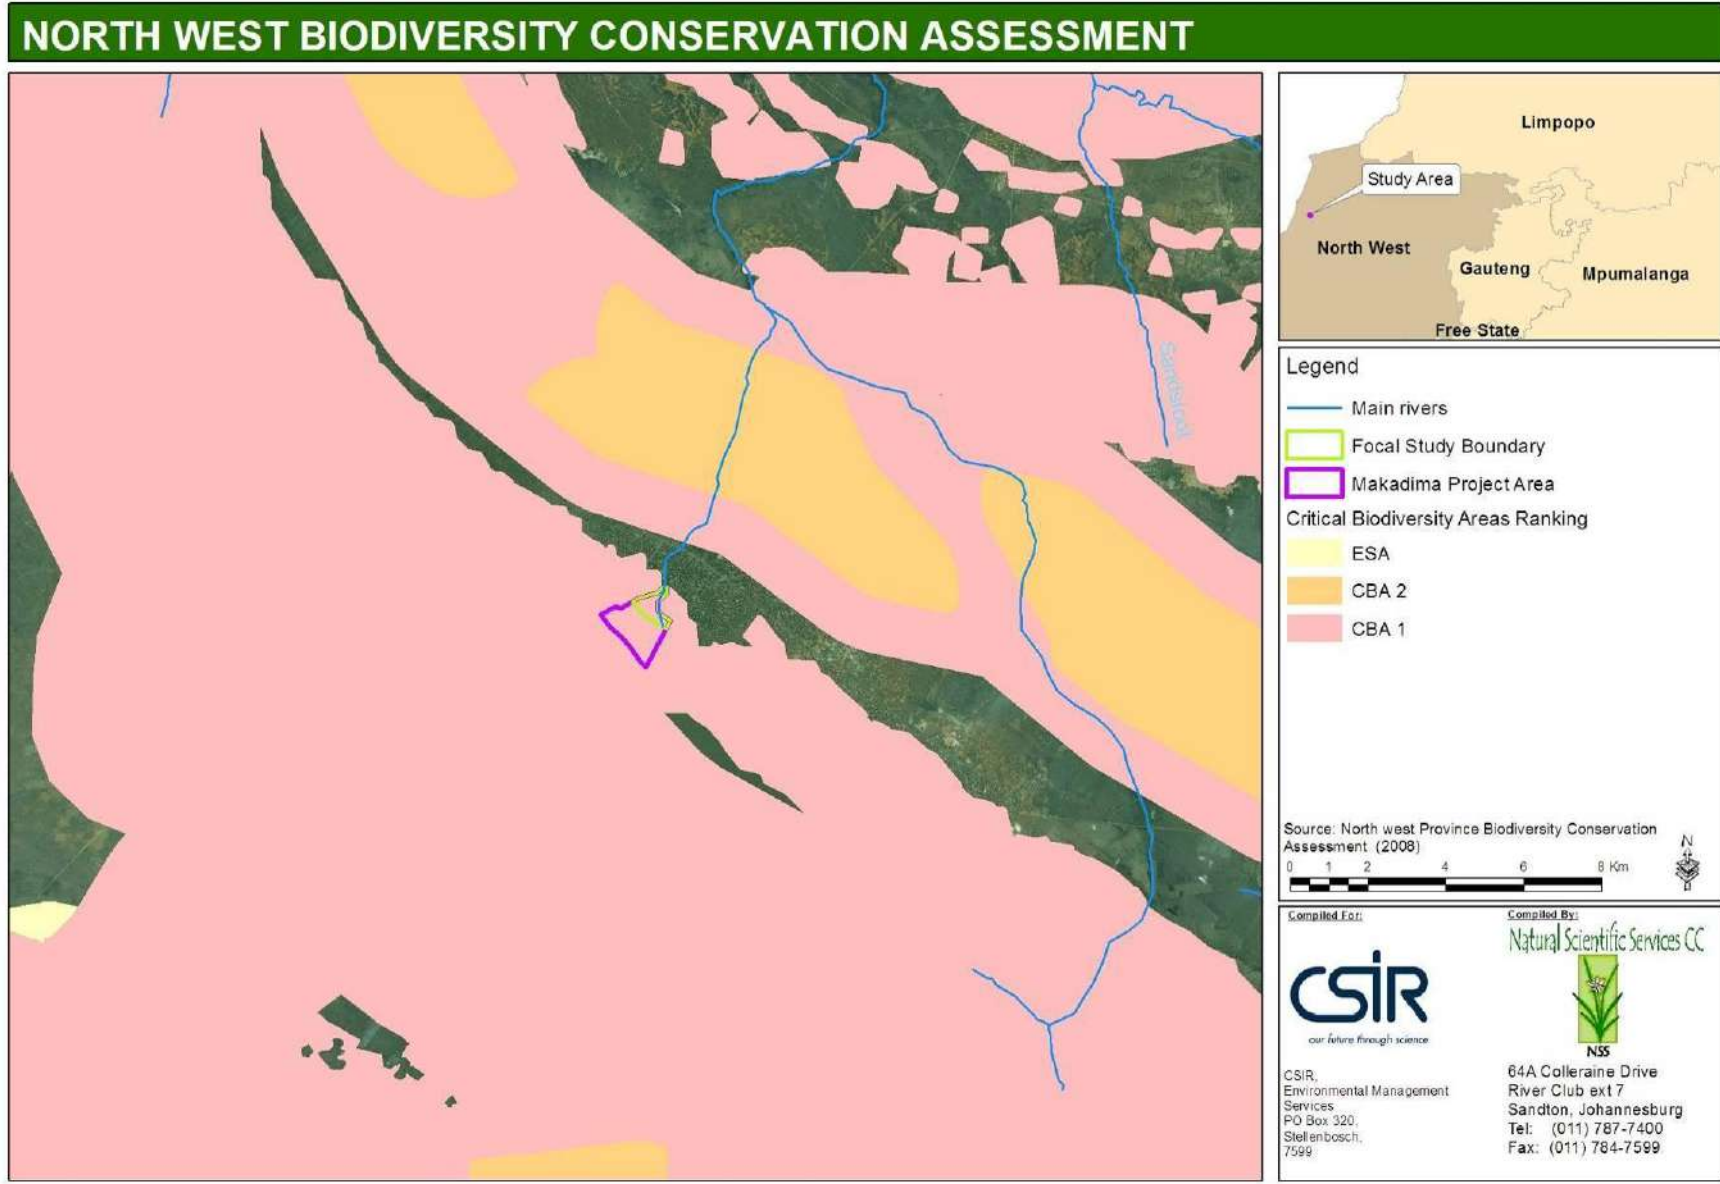 NORTH WEST BIODIVERSITY CONSERVATION ASSESSMENT
Sandsloot
Limpopo
Study Area
North West
Gauteng
Mpumalanga
Free State
Legend
Main rivers
Focal Study Boundary
Makadima Project Area
Critical Biodiversity Areas Ranking
ESA
CBA 2
CBA 1
Source: North west Province Biodiversity Conservation
Assessment (2008)
N
0 1 2 4 6 8 Km
Compiled For:
CSIR
our future through science
CSIR,
Environmental Management
Services
PO Box 320,
Stellenbosch,
7599
Compiled By:
Natural Scientific Services CC
NSS
64A Colleraine Drive
River Club ext 7
Sandton, Johannesburg
Tel: (011) 787-7400
Fax: (011) 784-7599